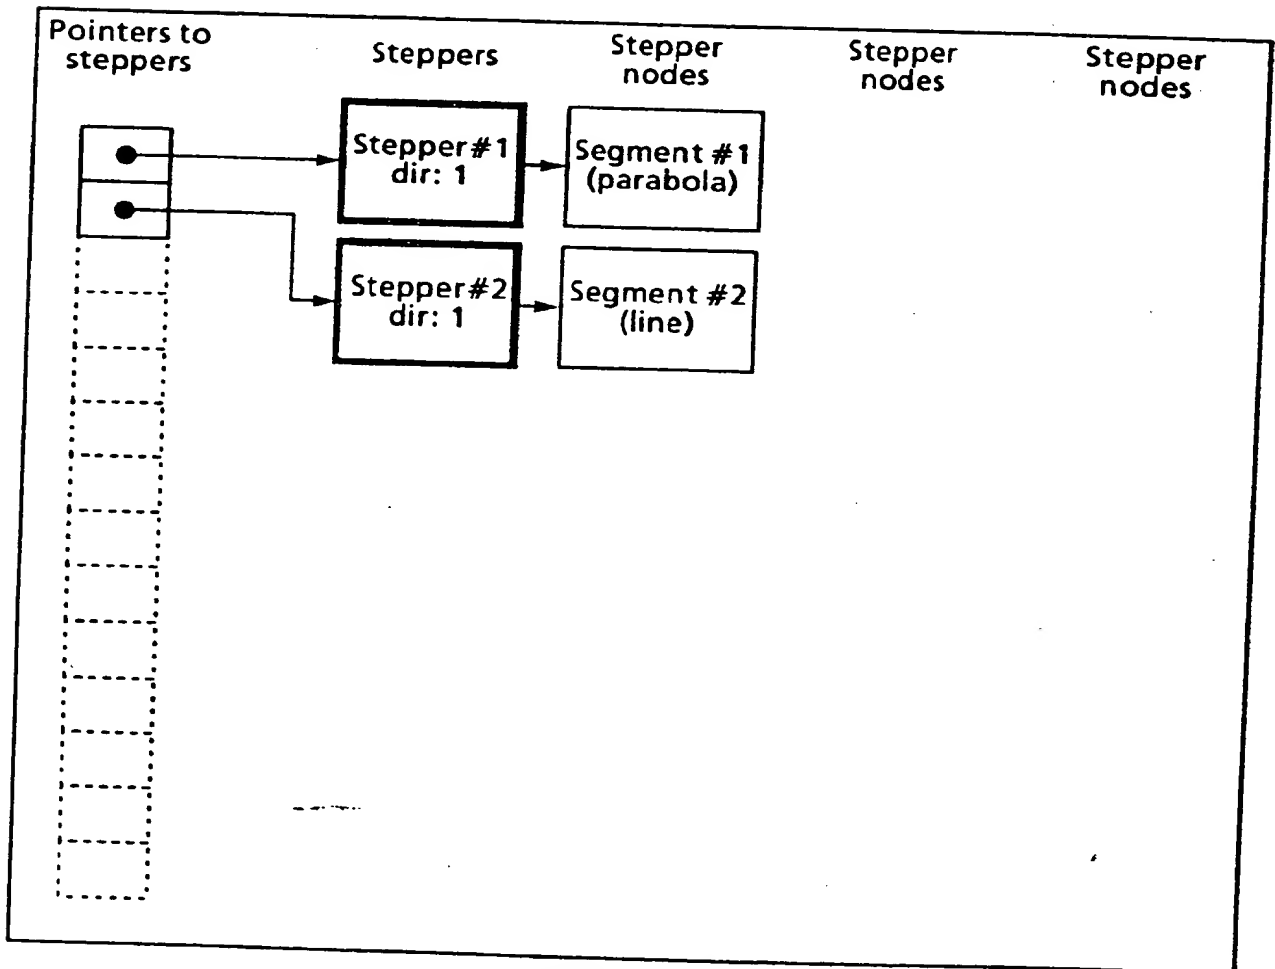 Pointers to
steppers
Steppers
Stepper
nodes
Stepper
nodes
Stepper
nodes
Stepper#1
dir: 1
Segment #1
(parabola)
Stepper#2
dir: 1
Segment #2
(line)